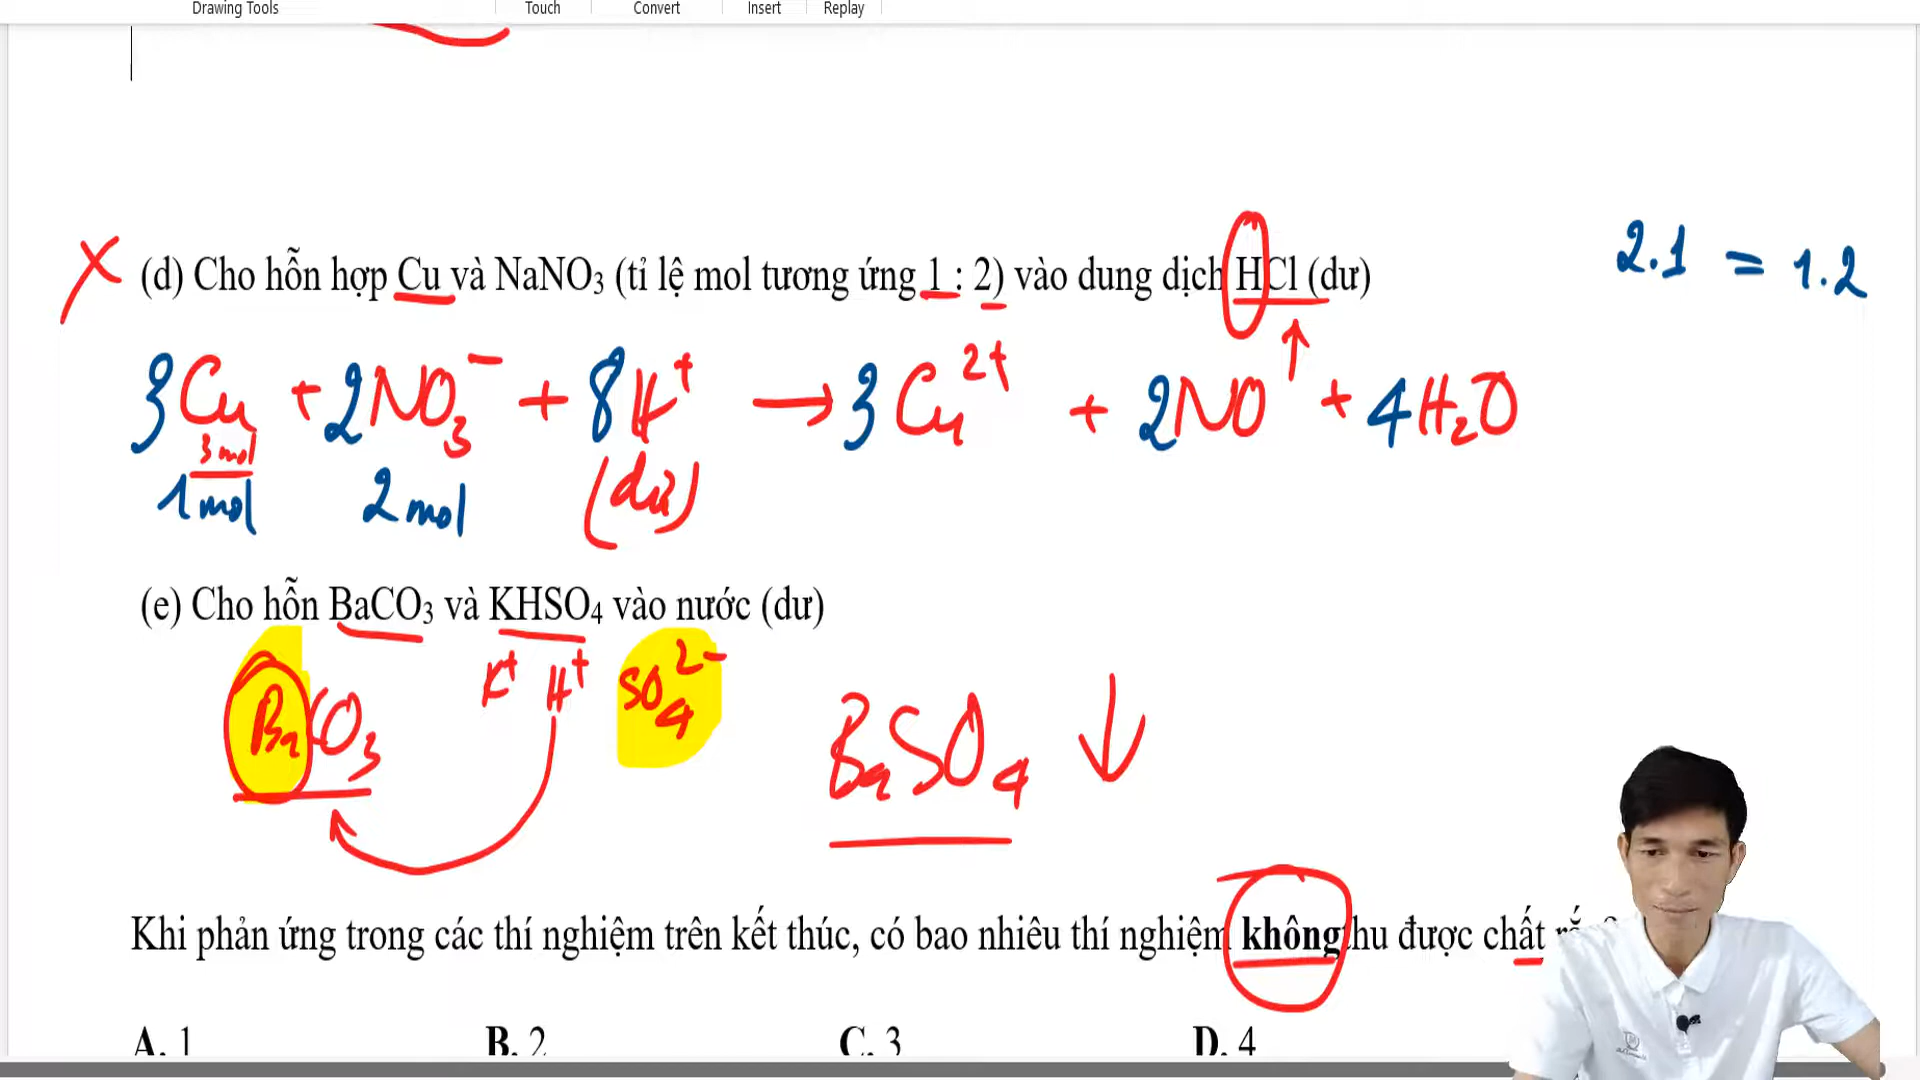 Drawing Tools Touch Convert Insert Replay
X (d) Cho hỗn hợp Cu và NaNO₃ (tỉ lệ mol tương ứng 1 : 2) vào dung dịch HCl (dư) 2.1 = 1.2
3Cu + 2NO₃⁻ + 8H⁺ → 3Cu²⁺ + 2NO↑ + 4H₂O
3 mol
1 mol 2 mol (dư)
(e) Cho hỗn BaCO₃ và KHSO₄ vào nước (dư)
K⁺ H⁺ SO₄²⁻
BaCO₃ BaSO₄ ↓
Khi phản ứng trong các thí nghiệm trên kết thúc, có bao nhiêu thí nghiệm không thu được chất
A. 1 B. 2 C. 3 D. 4